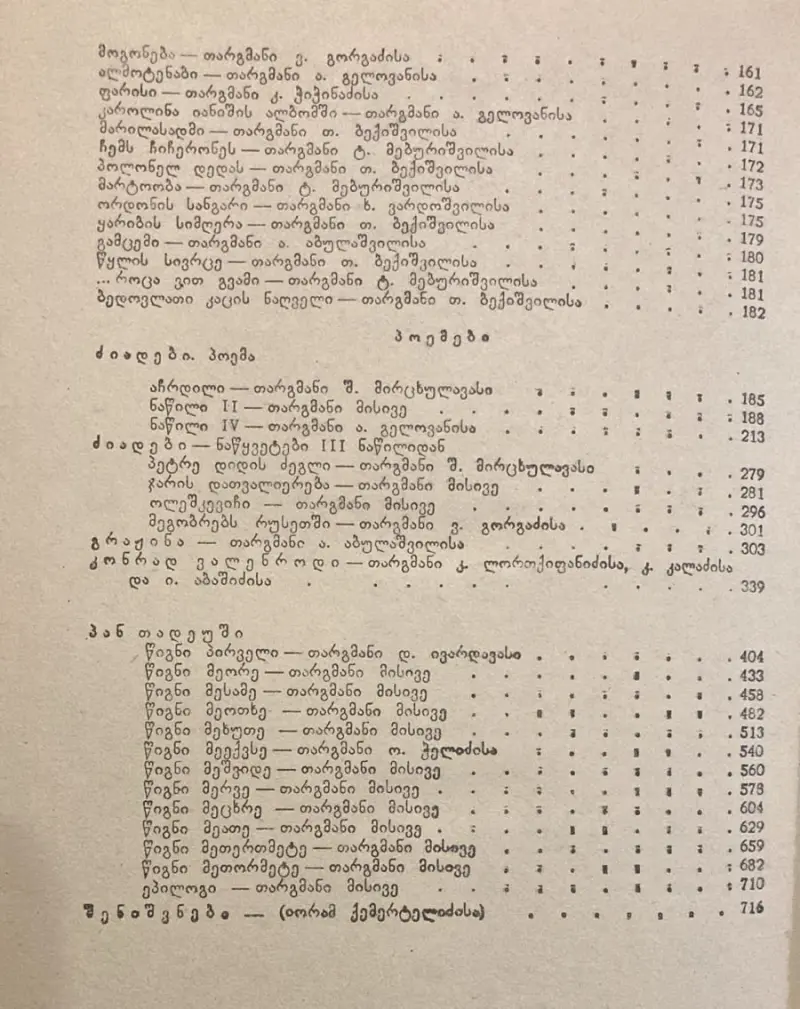 მოგონება — თარგმანი ვ. გორგაძისა . . . . . . . 161
ალმოტენაბი — თარგმანი ა. გელოვანისა . . . . . . . 162
ფარისი — თარგმანი კ. ჭიჭინაძისა . . . . . . . 165
კაროლინა იანიშის ალბომში — თარგმანი ა. გელოვანისა . . . . 171
მარილასადმი — თარგმანი თ. ბექიშვილისა . . . . . . 171
ჩემს ჩიჩერონეს — თარგმანი ტ. მებურიშვილისა . . . . . 172
პოლონელ დედას — თარგმანი თ. ბექიშვილისა . . . . . 173
მარტოობა — თარგმანი ტ. მებურიშვილისა . . . . . . 175
ორდონის სანგარი — თარგმანი ხ. ვარდოშვილისა . . . . . 175
ყარიბის სიმღერა — თარგმანი თ. ბექიშვილისა . . . . . 179
გამცემი — თარგმანი ა. აბულაშვილისა . . . . . . . 180
წყლის სივრცე — თარგმანი თ. ბექიშვილისა . . . . . . 181
...როცა ვით გვამი — თარგმანი ტ. მებურიშვილისა . . . . . 181
ბედოვლათი კაცის ნაღველი — თარგმანი თ. ბექიშვილისა . . . . 182
პოემები
ძიადები. პოემა
აჩრდილი — თარგმანი შ. მირცხულავასი . . . . . . 185
ნაწილი II — თარგმანი მისივე . . . . . . . 188
ნაწილი IV — თარგმანი ა. გელოვანისა . . . . . . . 213
ძიადები — ნაწყვეტები III ნაწილიდან
პეტრე დიდის ძეგლი — თარგმანი შ. მირცხულავასი . . . . 279
ჯარის დათვალიერება — თარგმანი მისივე . . . . . . 281
ოლეშკევიჩი — თარგმანი მისივე . . . . . . . 296
მეგობრებს რუსეთში — თარგმანი ვ. გორგაძისა . . . . . 301
გრაჟინა — თარგმანი ა. აბულაშვილისა . . . . . . 303
კონრად ვალენროდი — თარგმანი კ. ლორთქიფანიძისა, კ. კალაძისა
და ი. აბაშიძისა . . . . . . . . . 339
პან თადეუში
წიგნი პირველი — თარგმანი დ. ივარდავასი . . . . . . 404
წიგნი მეორე — თარგმანი მისივე . . . . . . . 433
წიგნი მესამე — თარგმანი მისივე . . . . . . . 458
წიგნი მეოთხე — თარგმანი მისივე . . . . . . . 482
წიგნი მეხუთე — თარგმანი მისივე . . . . . . . 513
წიგნი მეექვსე — თარგმანი ო. ჭელიძისა . . . . . . 540
წიგნი მეშვიდე — თარგმანი მისივე . . . . . . . 560
წიგნი მერვე — თარგმანი მისივე . . . . . . . . 578
წიგნი მეცხრე — თარგმანი მისივე . . . . . . . 604
წიგნი მეათე — თარგმანი მისივე . . . . . . . . 629
წიგნი მეთერთმეტე — თარგმანი მისივე . . . . . . 659
წიგნი მეთორმეტე — თარგმანი მისივე . . . . . . 682
ეპილოგი — თარგმანი მისივე . . . . . . . . 710
შენიშვნები — (იორამ ქემერტელიძისა) . . . . . . . 716